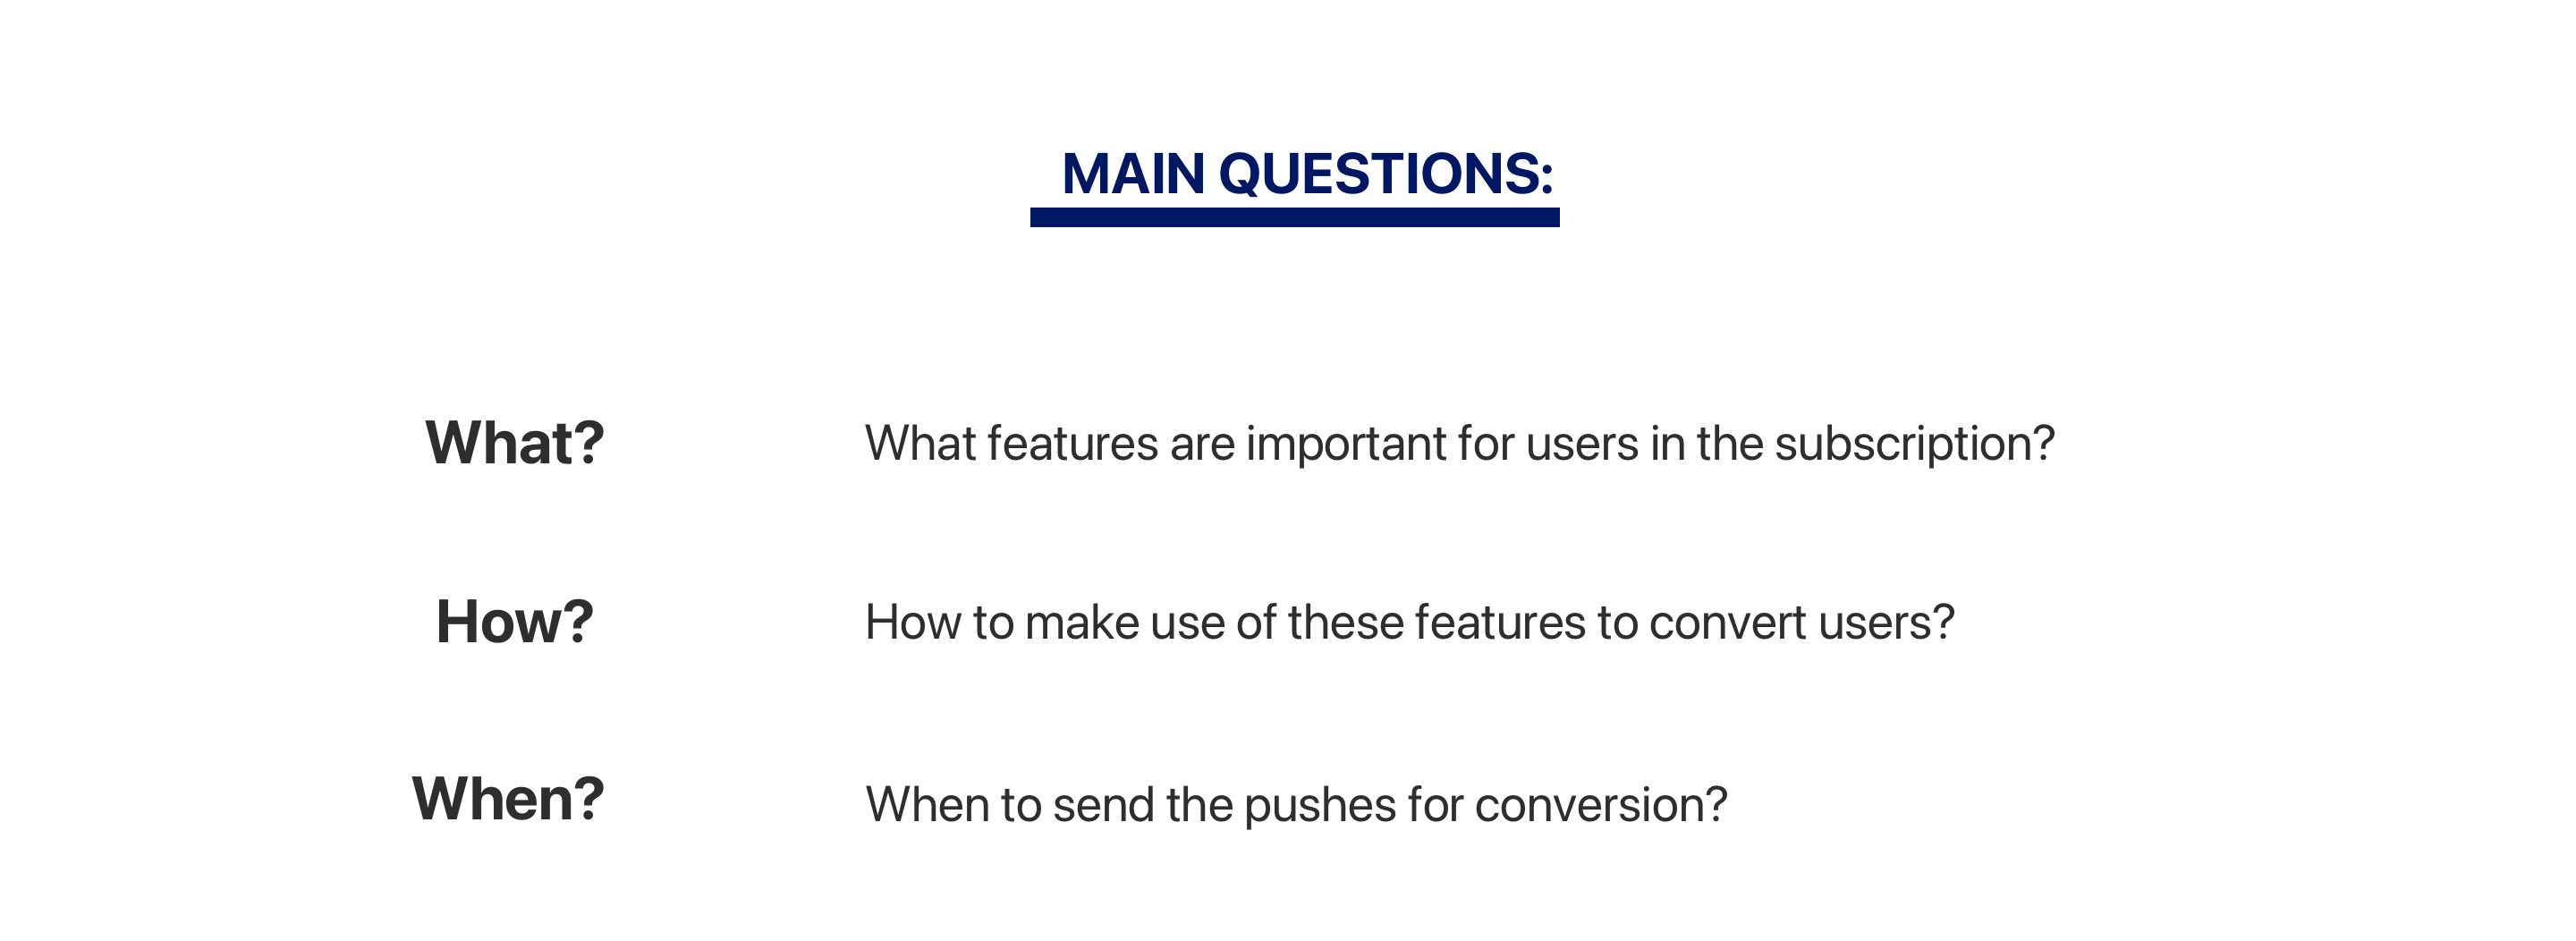 MAIN QUESTIONS:
What? What features are important for users in the subscription?
How? How to make use of these features to convert users?
When? When to send the pushes for conversion?